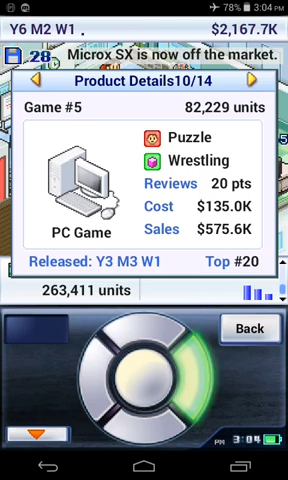 78% 3:04 PM
Y6 M2 W1 . $2,167.7K
28 Microx SX is now off the market.
Product Details10/14
Game #5 82,229 units
Puzzle
Wrestling
Reviews 20 pts
Cost $135.0K
PC Game Sales $575.6K
Released: Y3 M3 W1 Top #20
263,411 units
Back
PM 3:04